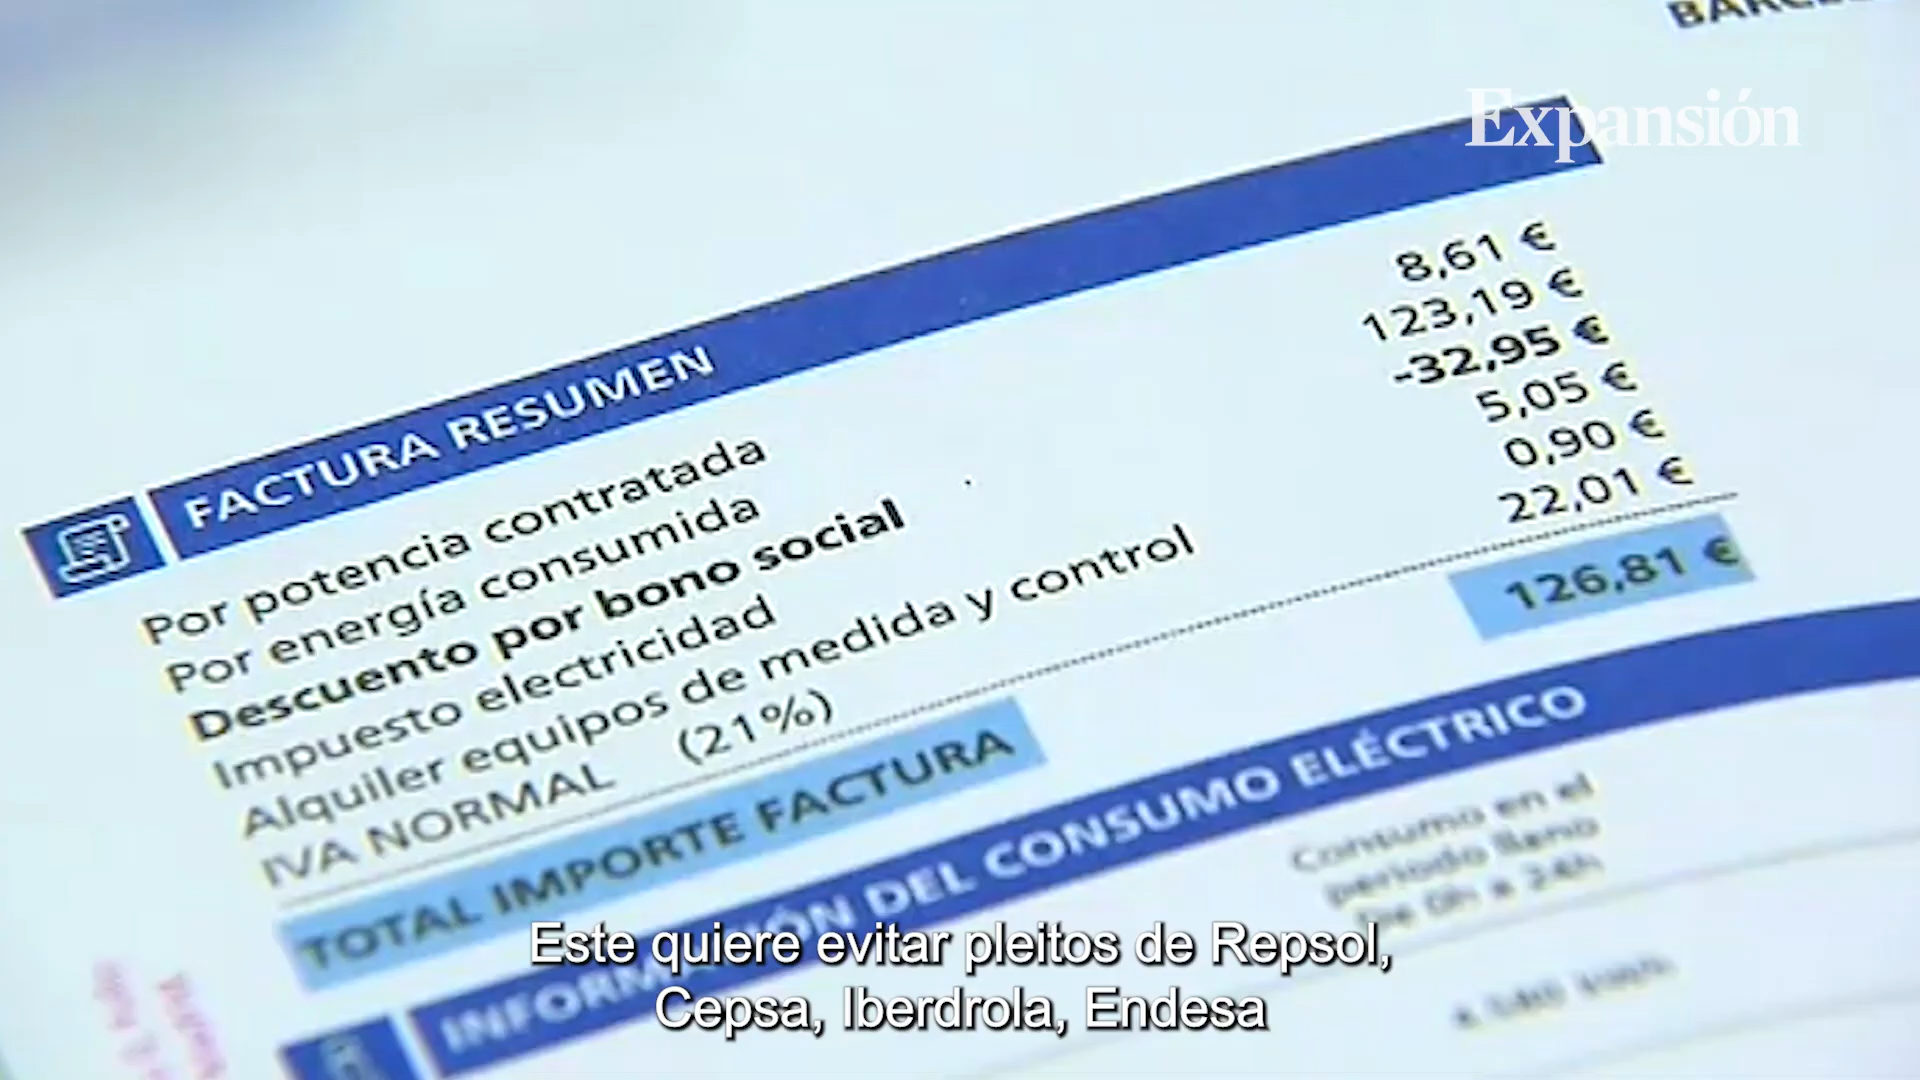 Expansión
FACTURA RESUMEN
Por potencia contratada 8,61 €
Por energía consumida 123,19 €
Descuento por bono social -32,95 €
Impuesto electricidad 5,05 €
Alquiler equipos de medida y control 0,90 €
IVA NORMAL (21%) 22,01 €
TOTAL IMPORTE FACTURA 126,81 €
INFORMACIÓN DEL CONSUMO ELÉCTRICO
Consumo en el
periodo llano
De 0h a 24h
Este quiere evitar pleitos de Repsol,
Cepsa, Iberdrola, Endesa